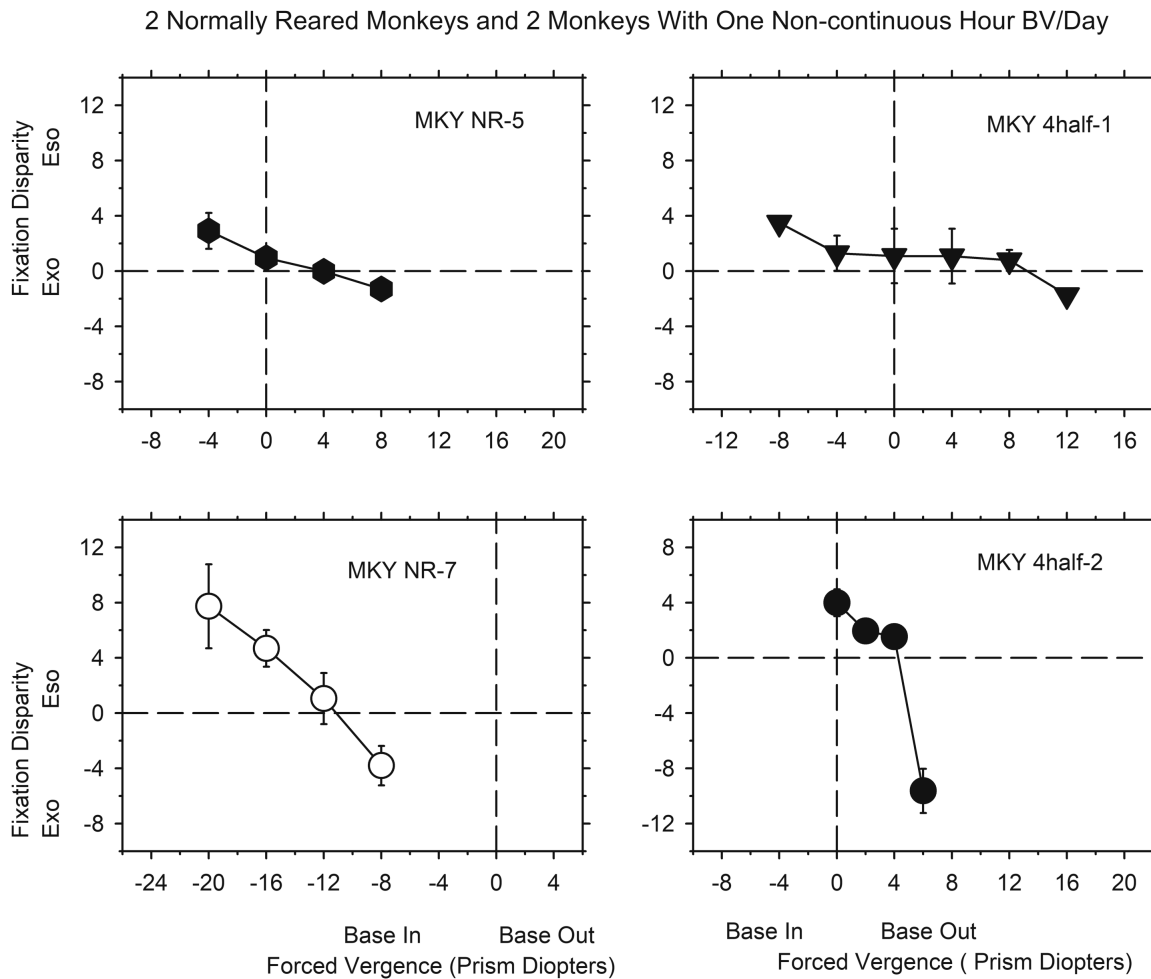 2 Normally Reared Monkeys and 2 Monkeys With One Non-continuous Hour BV/Day
MKY NR-5
12
8
4
0
-4
-8
Fixation Disparity
Exo Eso
-8 -4 0 4 8 12 16 20
MKY 4half-1
12
8
4
0
-4
-8
-12 -8 -4 0 4 8 12 16
MKY NR-7
12
8
4
0
-4
-8
Fixation Disparity
Exo Eso
-24 -20 -16 -12 -8 -4 0 4
Base In Base Out
Forced Vergence (Prism Diopters)
MKY 4half-2
8
4
0
-4
-8
-12
-8 -4 0 4 8 12 16 20
Base In Base Out
Forced Vergence ( Prism Diopters)